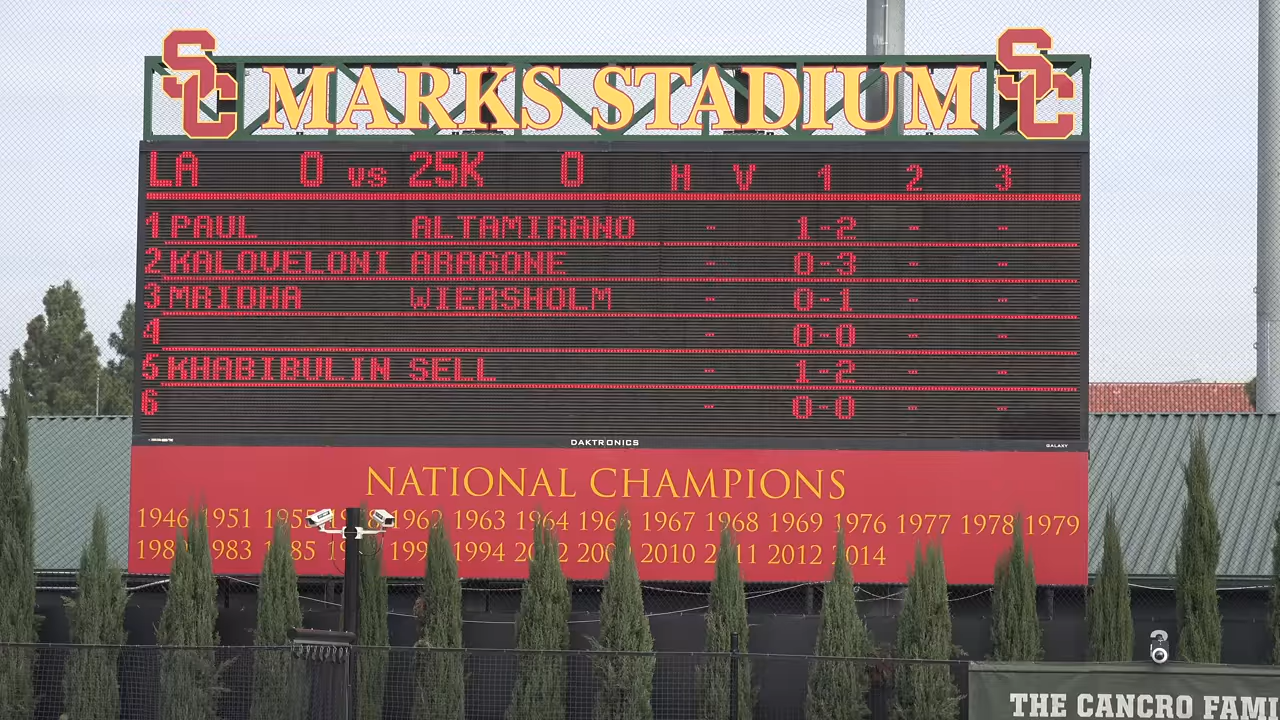 SC MARKS STADIUM SC
LA 0 vs 25K 0 H V 1 2 3
1 PAUL ALTAMIRANO - 1-2 - -
2 KALOVELONI ARAGONE - 0-3 - -
3 MRIDHA WIERSHOLM - 0-1 - -
4 - 0-0 - -
5 KHABIBULIN SELL - 1-2 - -
6 - 0-0 - -
DAKTRONICS GALAXY
NATIONAL CHAMPIONS
1946 1951 1955 1962 1963 1964 1967 1968 1969 1976 1977 1978 1979
1983 1994 2010 2012 2014
THE CANCRO FAMI